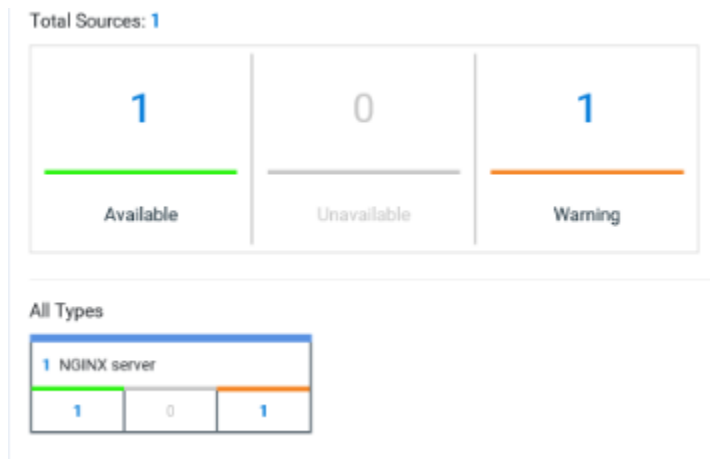 Total Sources: 1
1 0 1
Available Unavailable Warning
All Types
1 NGINX server
1 0 1